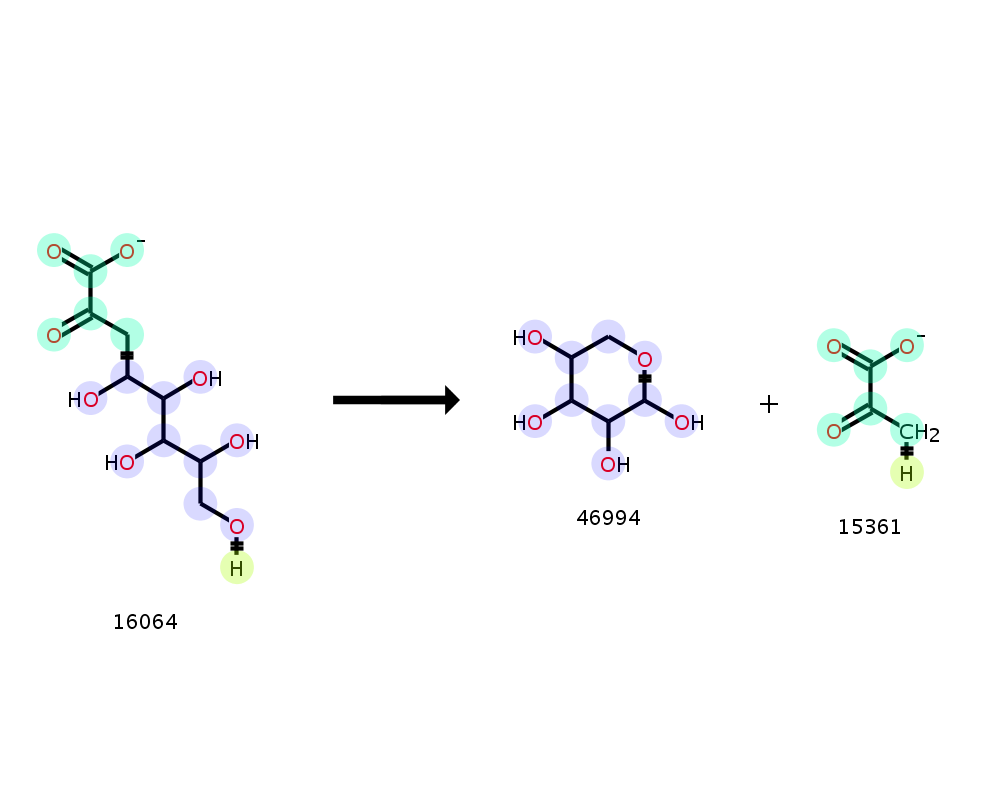 O O-
O
HO OH
HO OH
O
H
16064
HO O
HO OH
OH
46994
+
O O-
O CH2
H
15361